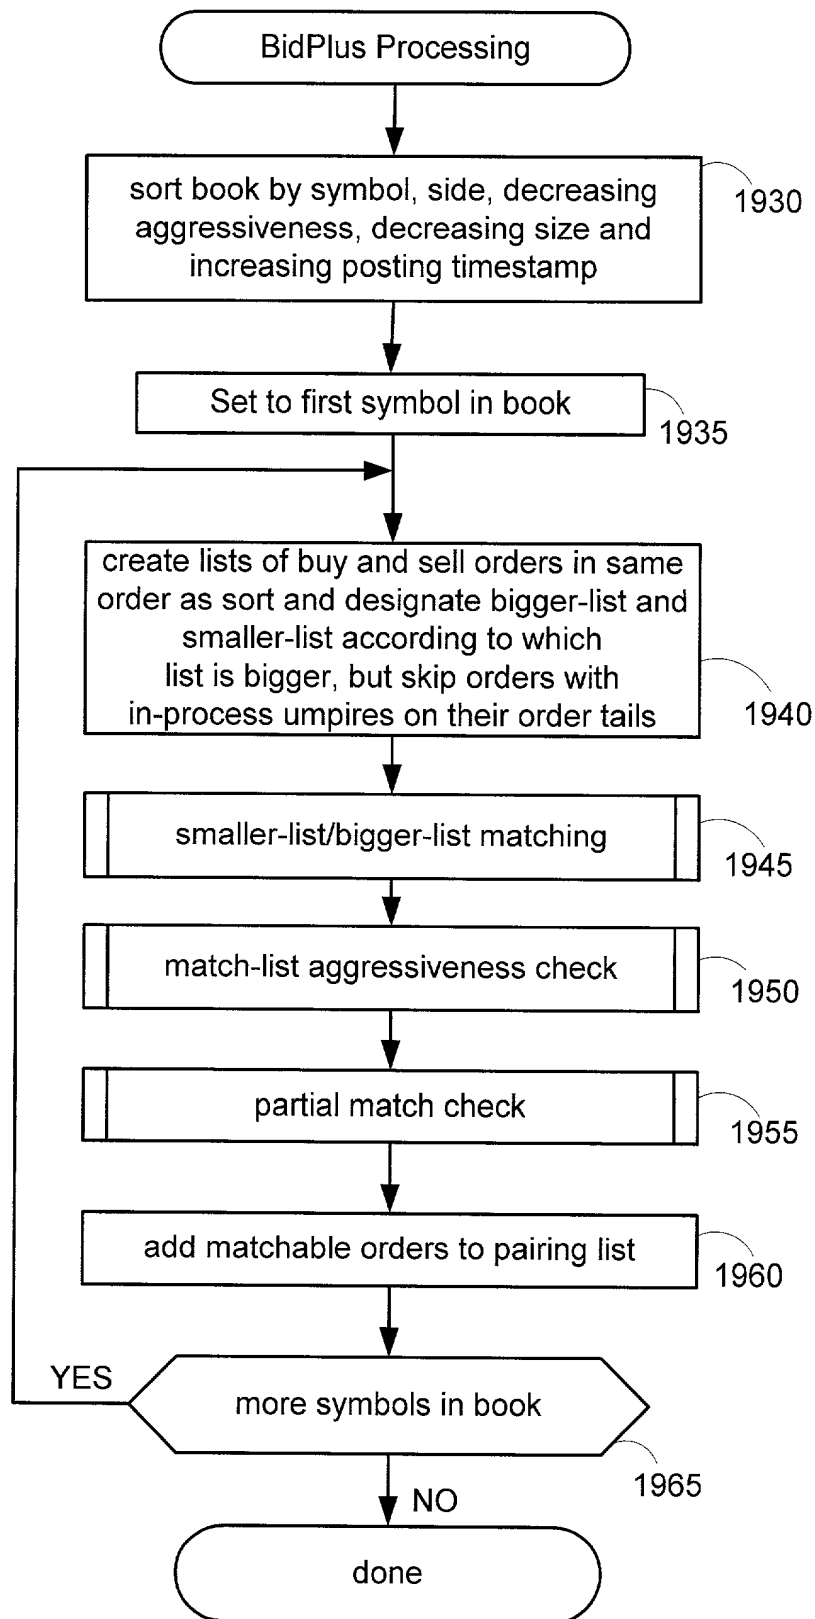 BidPlus Processing
sort book by symbol, side, decreasing
aggressiveness, decreasing size and
increasing posting timestamp
1930
Set to first symbol in book
1935
create lists of buy and sell orders in same
order as sort and designate bigger-list and
smaller-list according to which
list is bigger, but skip orders with
in-process umpires on their order tails
1940
smaller-list/bigger-list matching
1945
match-list aggressiveness check
1950
partial match check
1955
add matchable orders to pairing list
1960
YES
more symbols in book
1965
NO
done